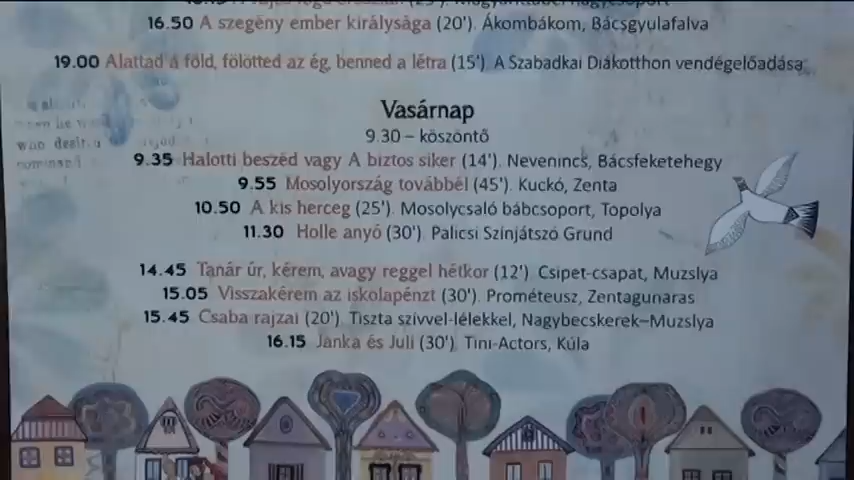 16.50 A szegény ember királysága (20'). Ákombákom, Bácsgyulafalva
19.00 Alattad a föld, fölötted az ég, benned a létra (15'). A Szabadkai Diákotthon vendégelőadása
Vasárnap
9.30 – köszöntő
9.35 Halotti beszéd vagy A biztos siker (14'). Nevenincs, Bácsfeketehegy
9.55 Mosolyország továbbél (45'). Kuckó, Zenta
10.50 A kis herceg (25'). Mosolycsaló bábcsoport, Topolya
11.30 Holle anyó (30'). Palicsi Színjátszó Grund
14.45 Tanár úr, kérem, avagy reggel hétkor (12'). Csipet-csapat, Muzslya
15.05 Visszakérem az iskolapénzt (30'). Prométeusz, Zentagunaras
15.45 Csaba rajzai (20'). Tiszta szívvel-lélekkel, Nagybecskerek–Muzslya
16.15 Janka és Juli (30'). Tini-Actors, Kúla